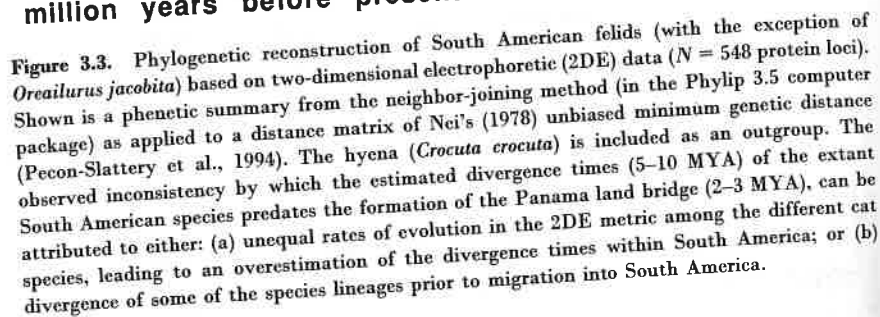 million years before prese
Figure 3.3. Phylogenetic reconstruction of South American felids (with the exception of
Oreailurus jacobita) based on two-dimensional electrophoretic (2DE) data (N = 548 protein loci).
Shown is a phenetic summary from the neighbor-joining method (in the Phylip 3.5 computer
package) as applied to a distance matrix of Nei's (1978) unbiased minimum genetic distance
(Pecon-Slattery et al., 1994). The hyena (Crocuta crocuta) is included as an outgroup. The
observed inconsistency by which the estimated divergence times (5–10 MYA) of the extant
South American species predates the formation of the Panama land bridge (2–3 MYA), can be
attributed to either: (a) unequal rates of evolution in the 2DE metric among the different cat
species, leading to an overestimation of the divergence times within South America; or (b)
divergence of some of the species lineages prior to migration into South America.